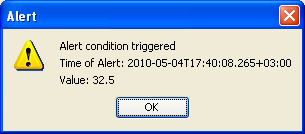 Alert
Alert condition triggered
Time of Alert: 2010-05-04T17:40:08.265+03:00
Value: 32.5
OK